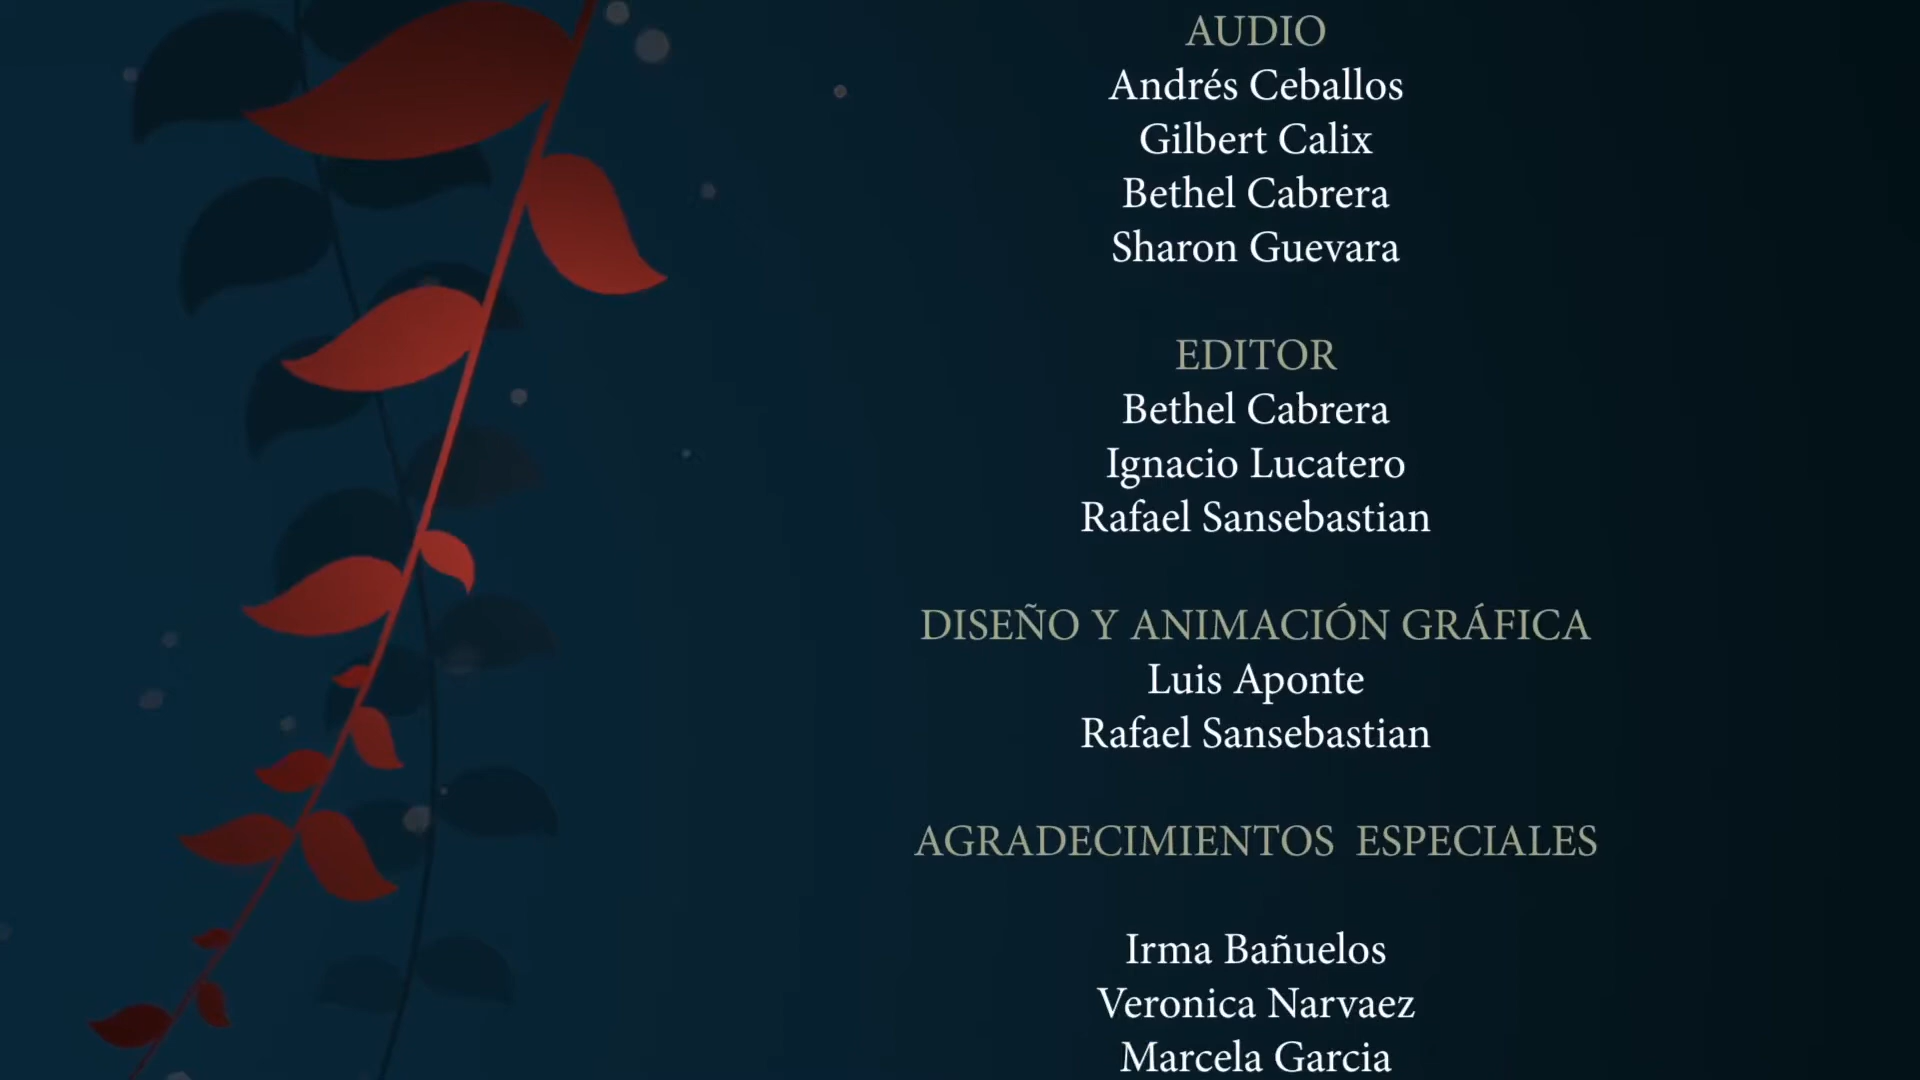 AUDIO
Andrés Ceballos
Gilbert Calix
Bethel Cabrera
Sharon Guevara
EDITOR
Bethel Cabrera
Ignacio Lucatero
Rafael Sansebastian
DISEÑO Y ANIMACIÓN GRÁFICA
Luis Aponte
Rafael Sansebastian
AGRADECIMIENTOS ESPECIALES
Irma Bañuelos
Veronica Narvaez
Marcela Garcia